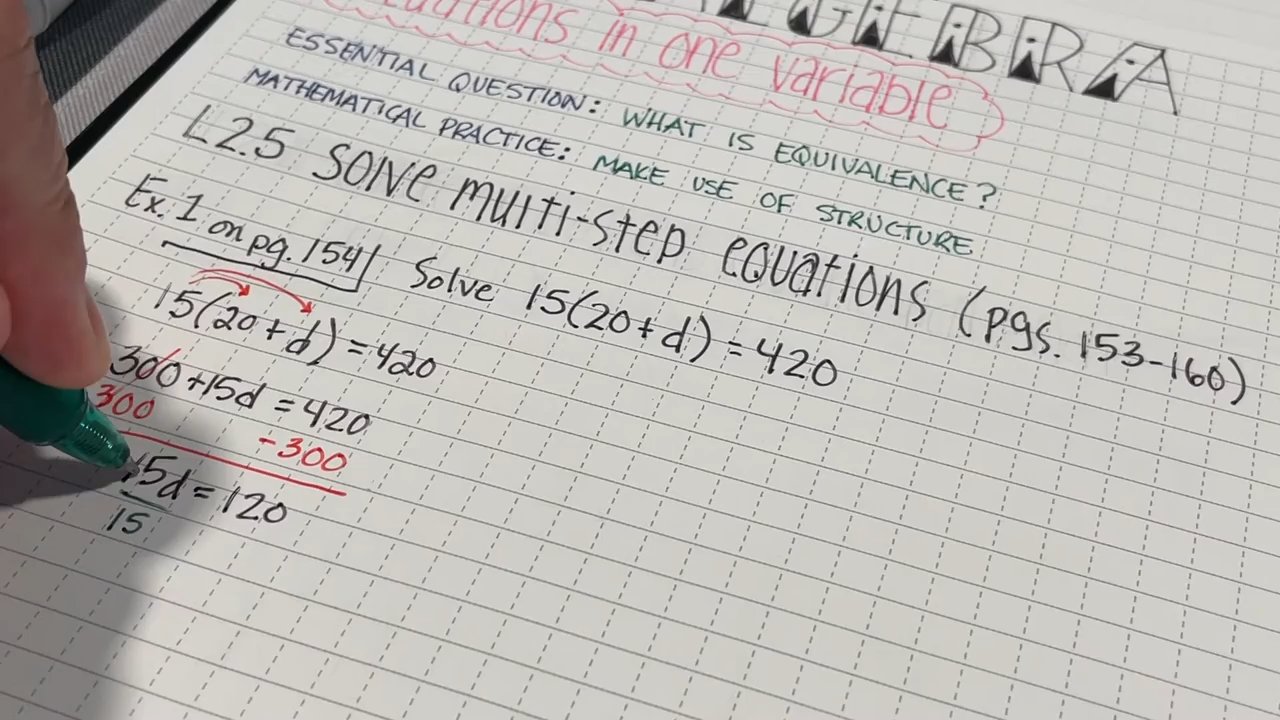 ALGEBRA
equations in one variable
ESSENTIAL QUESTION: WHAT IS EQUIVALENCE?
MATHEMATICAL PRACTICE: MAKE USE OF STRUCTURE
L2.5 SOLVE multi-step equations (pgs. 153-160)
Ex. 1 on pg. 154 Solve 15(20+d) = 420
15(20+d) = 420
300 +15d = 420
300 -300
15d = 120
15